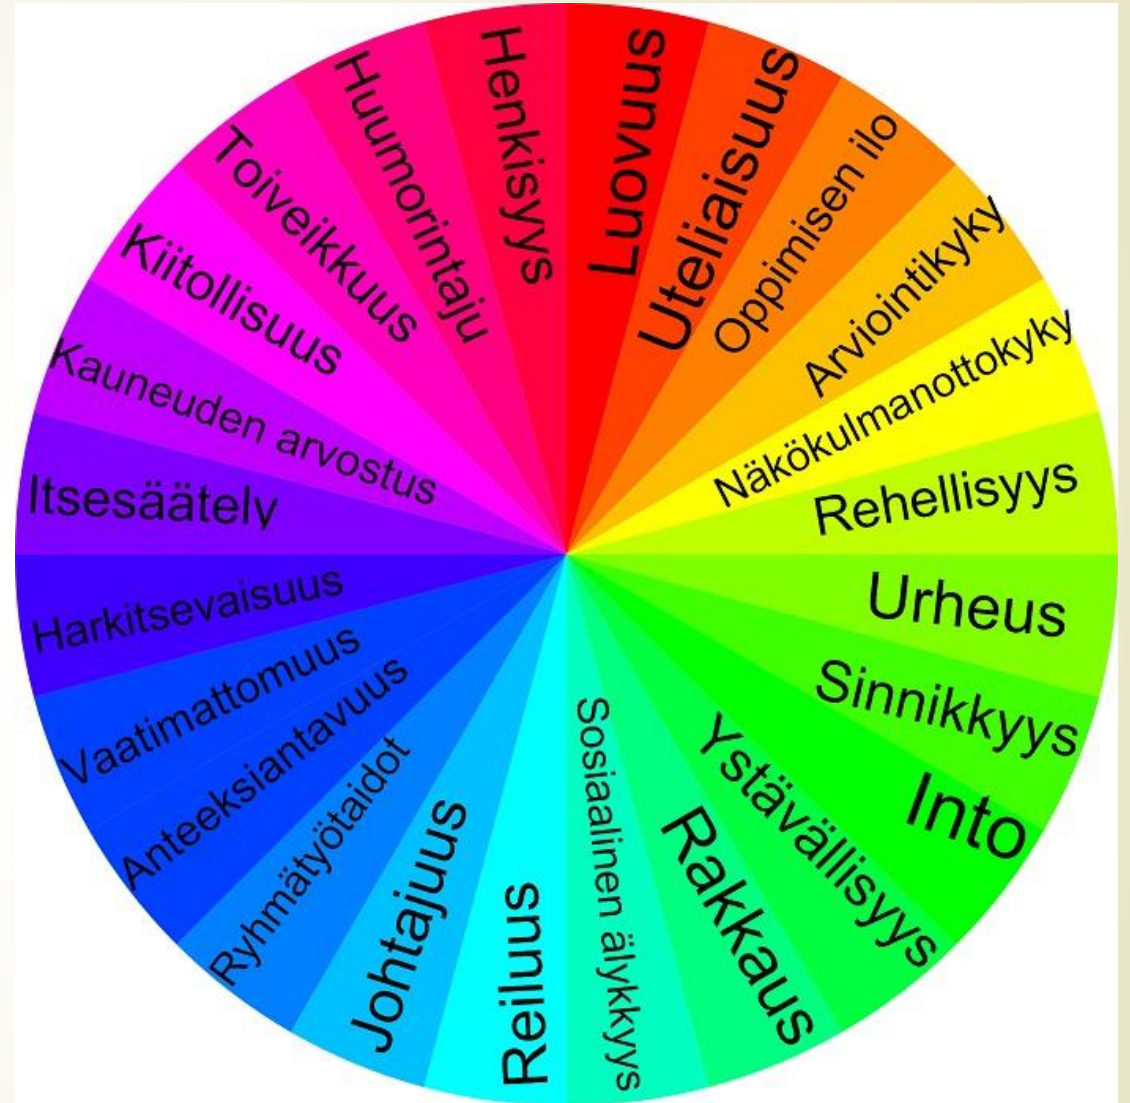 Luovuus
Uteliaisuus
Oppimisen ilo
Arviointikyky
Näkökulmanottokyky
Rehellisyys
Urheus
Sinnikkyys
Into
Ystävällisyys
Rakkaus
Sosiaalinen älykkyys
Reiluus
Johtajuus
Ryhmätyötaidot
Anteeksiantavuus
Vaatimattomuus
Harkitsevaisuus
Itsesäätely
Kauneuden arvostus
Kiitollisuus
Toiveikkuus
Huumorintaju
Henkisyys